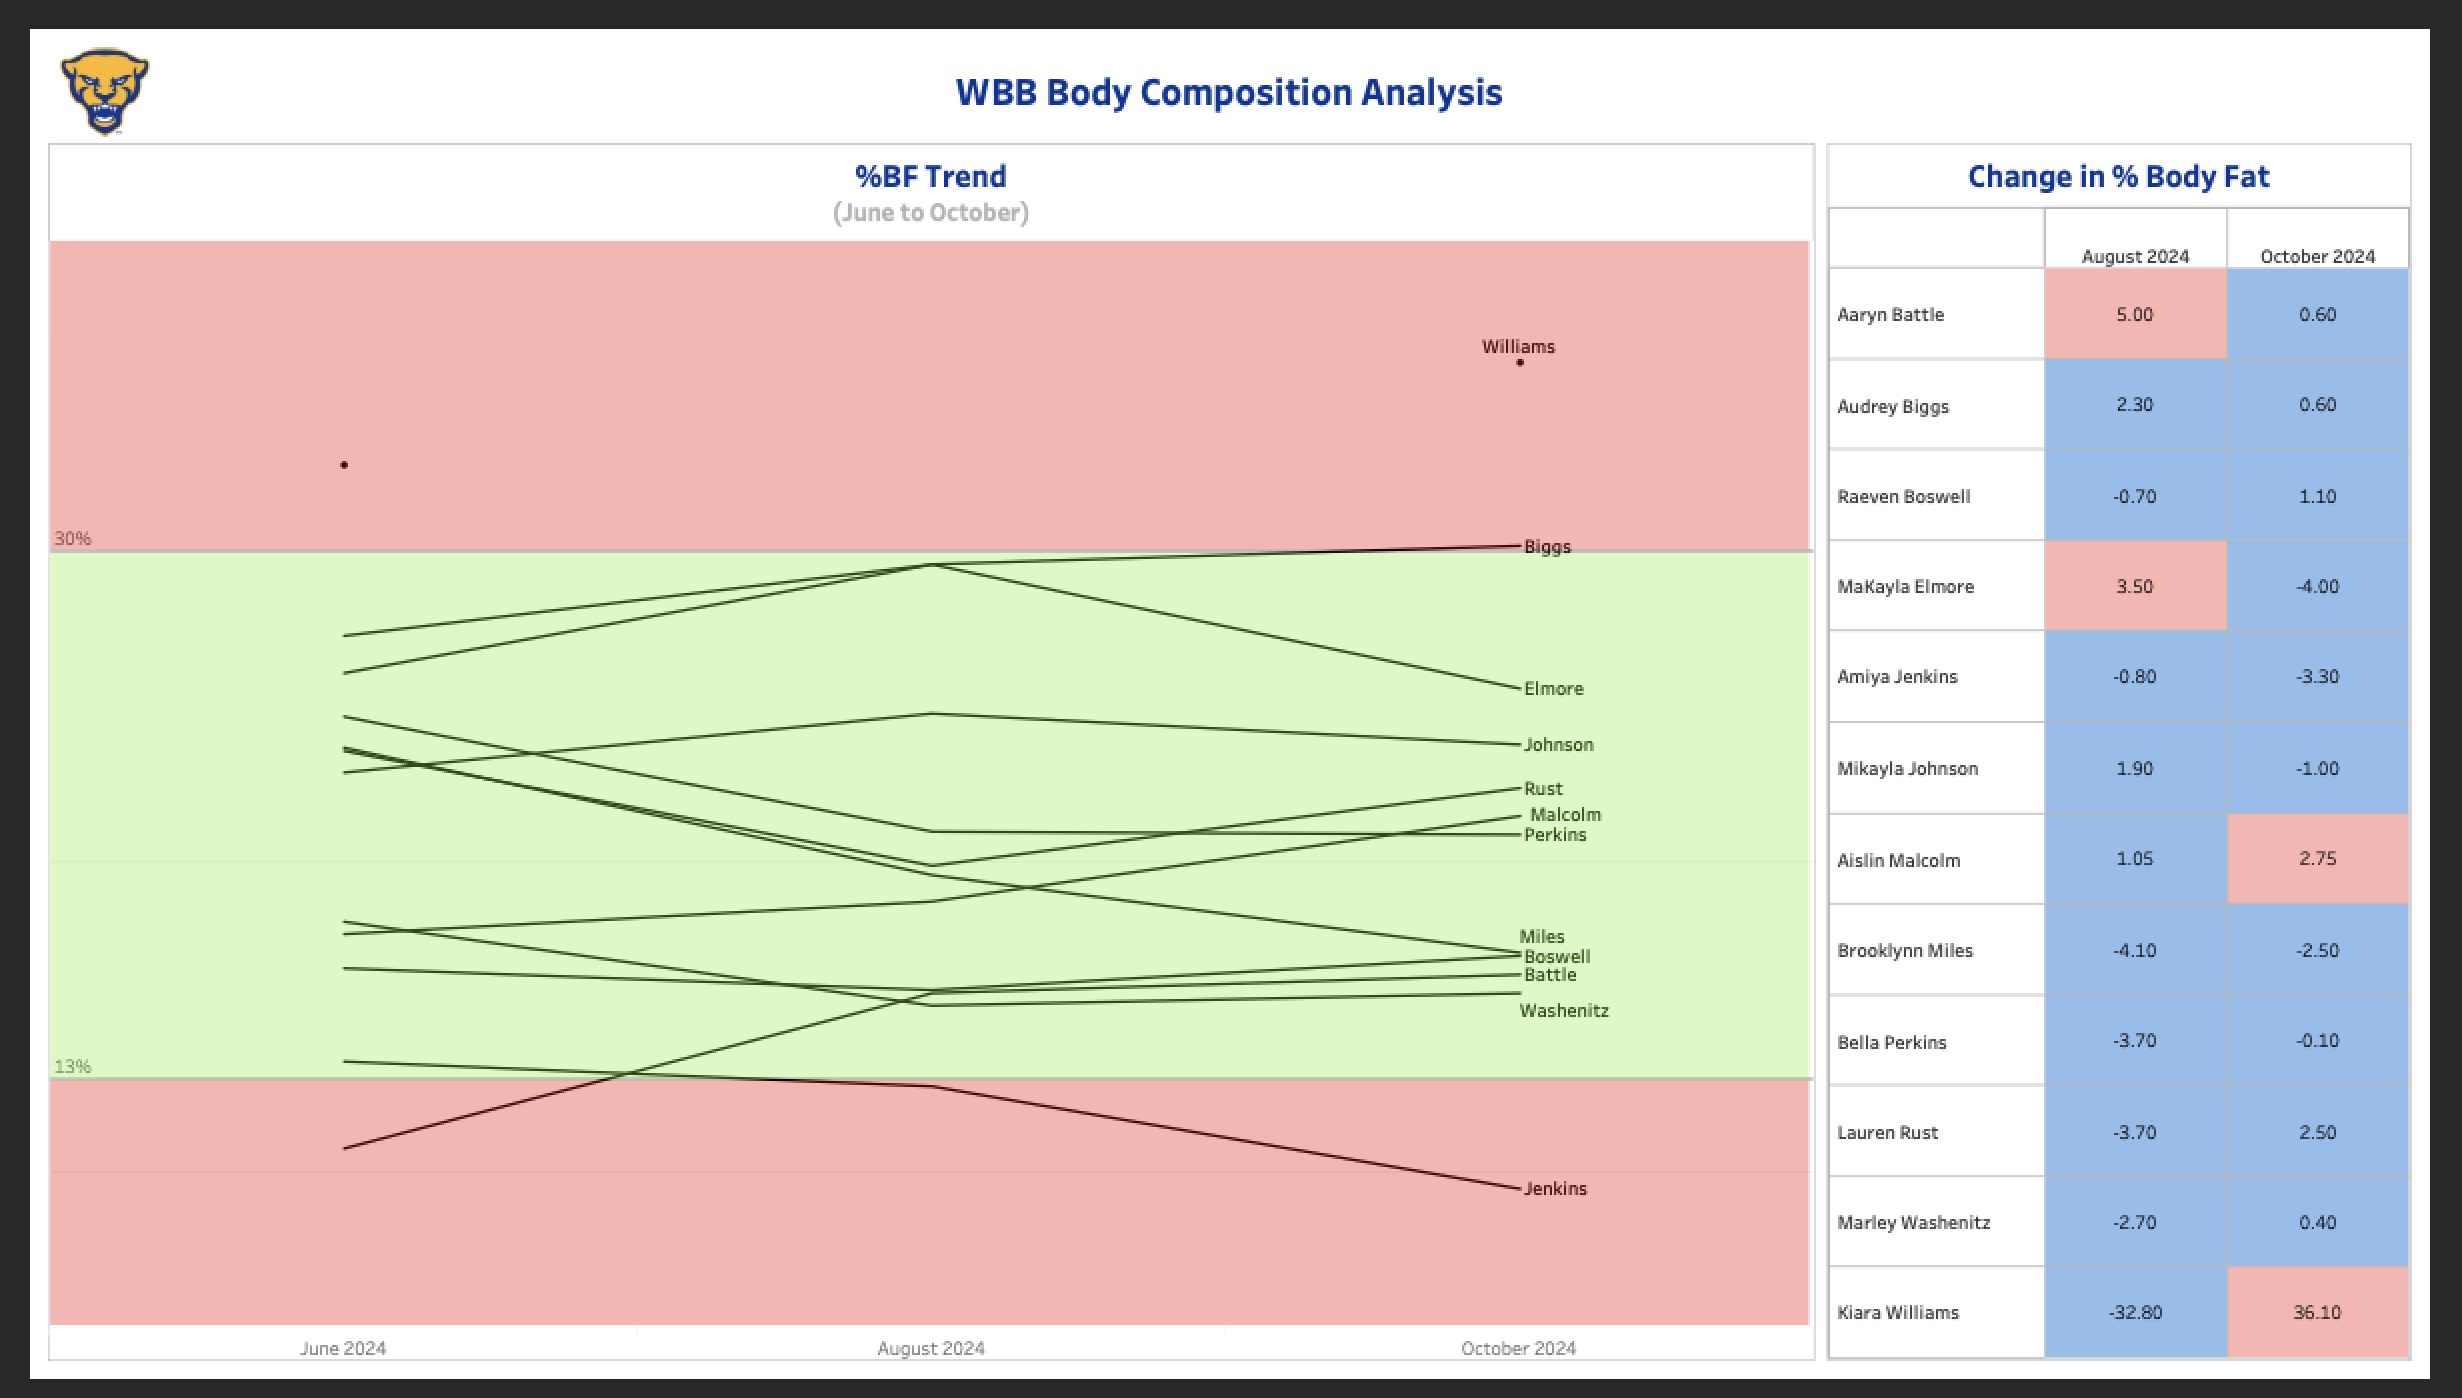 WBB Body Composition Analysis
%BF Trend
(June to October)
30%
13%
Williams
Biggs
Elmore
Johnson
Rust
Malcolm
Perkins
Miles
Boswell
Battle
Washenitz
Jenkins
June 2024 August 2024 October 2024
Change in % Body Fat
August 2024 October 2024
Aaryn Battle 5.00 0.60
Audrey Biggs 2.30 0.60
Raeven Boswell -0.70 1.10
MaKayla Elmore 3.50 -4.00
Amiya Jenkins -0.80 -3.30
Mikayla Johnson 1.90 -1.00
Aislin Malcolm 1.05 2.75
Brooklynn Miles -4.10 -2.50
Bella Perkins -3.70 -0.10
Lauren Rust -3.70 2.50
Marley Washenitz -2.70 0.40
Kiara Williams -32.80 36.10